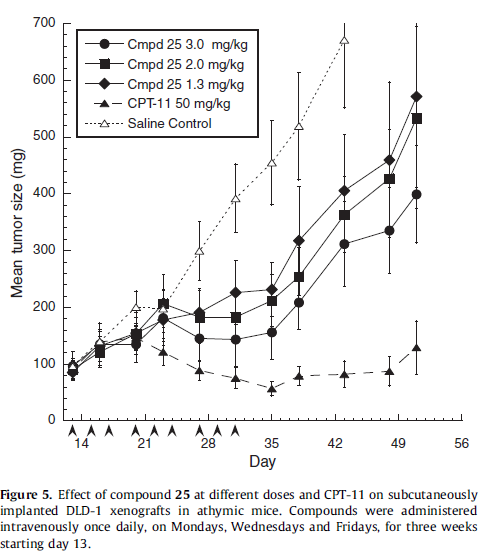 700
600
500
400
300
200
100
0
Mean tumor size (mg)
Cmpd 25 3.0 mg/kg
Cmpd 25 2.0 mg/kg
Cmpd 25 1.3 mg/kg
CPT-11 50 mg/kg
Saline Control
14 21 28 35 42 49 56
Day
Figure 5. Effect of compound 25 at different doses and CPT-11 on subcutaneously
implanted DLD-1 xenografts in athymic mice. Compounds were administered
intravenously once daily, on Mondays, Wednesdays and Fridays, for three weeks
starting day 13.